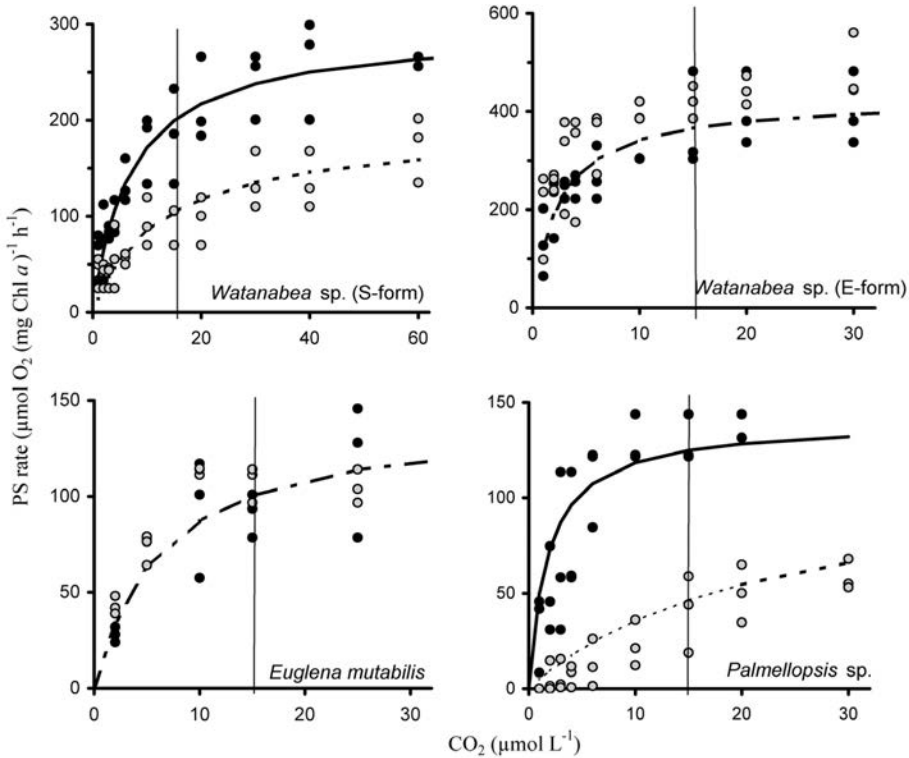 300
200
100
0
0 20 40 60
Watanabea sp. (S-form)
600
400
200
0
0 10 20 30
Watanabea sp. (E-form)
PS rate (μmol O₂ (mg Chl a)⁻¹ h⁻¹)
150
100
50
0
0 10 20 30
Euglena mutabilis
150
100
50
0
0 10 20 30
Palmellopsis sp.
CO₂ (μmol L⁻¹)